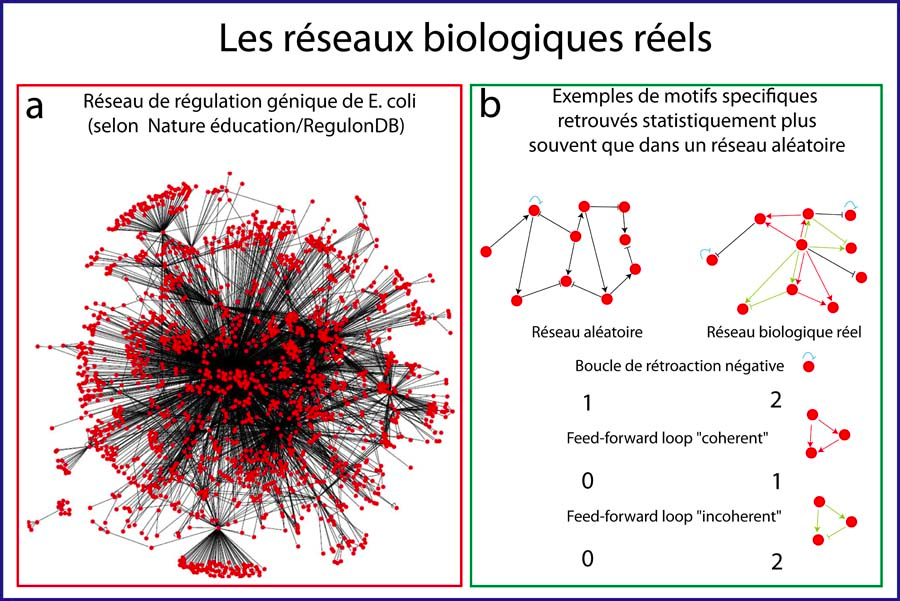 Les réseaux biologiques réels
a
Réseau de régulation génique de E. coli
(selon Nature éducation/RegulonDB)
b
Exemples de motifs specifiques
retrouvés statistiquement plus
souvent que dans un réseau aléatoire
Réseau aléatoire
Réseau biologique réel
Boucle de rétroaction négative
1
2
Feed-forward loop "coherent"
0
1
Feed-forward loop "incoherent"
0
2